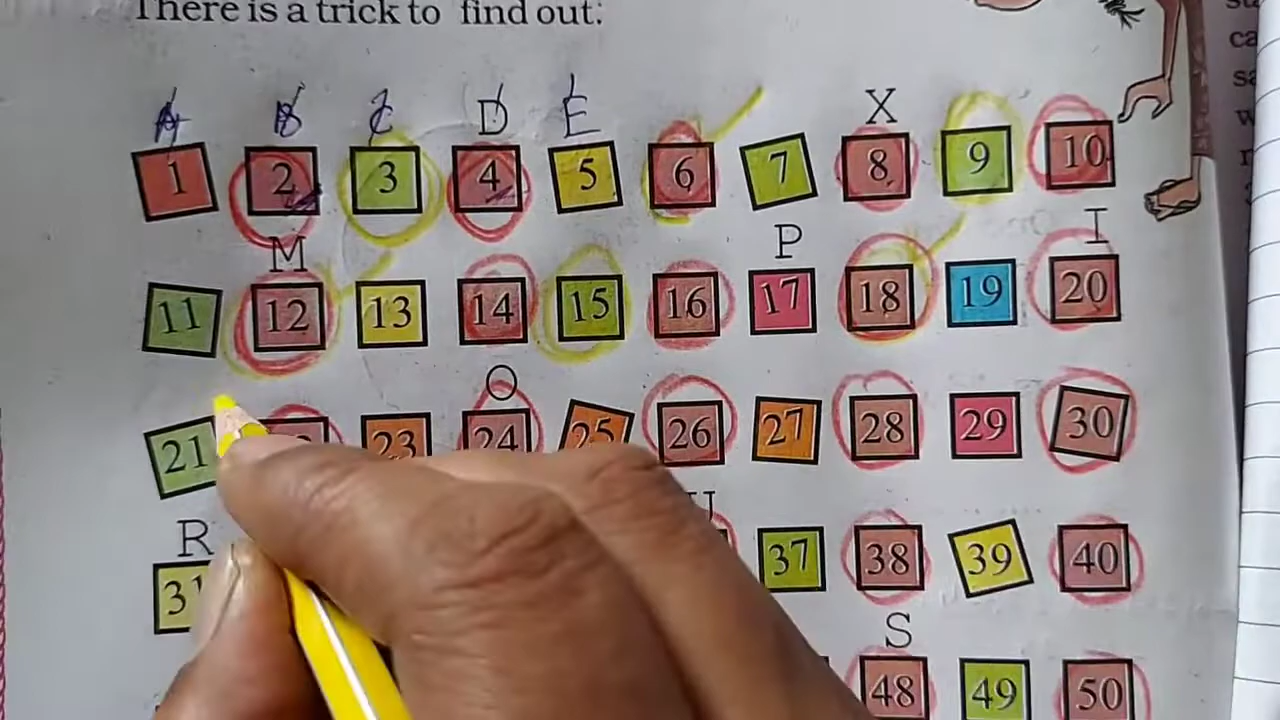 There is a trick to find out:
A B C D E X
1 2 3 4 5 6 7 8 9 10
M P I
11 12 13 14 15 16 17 18 19 20
O
21 23 24 25 26 27 28 29 30
R U
31 37 38 39 40
S
48 49 50